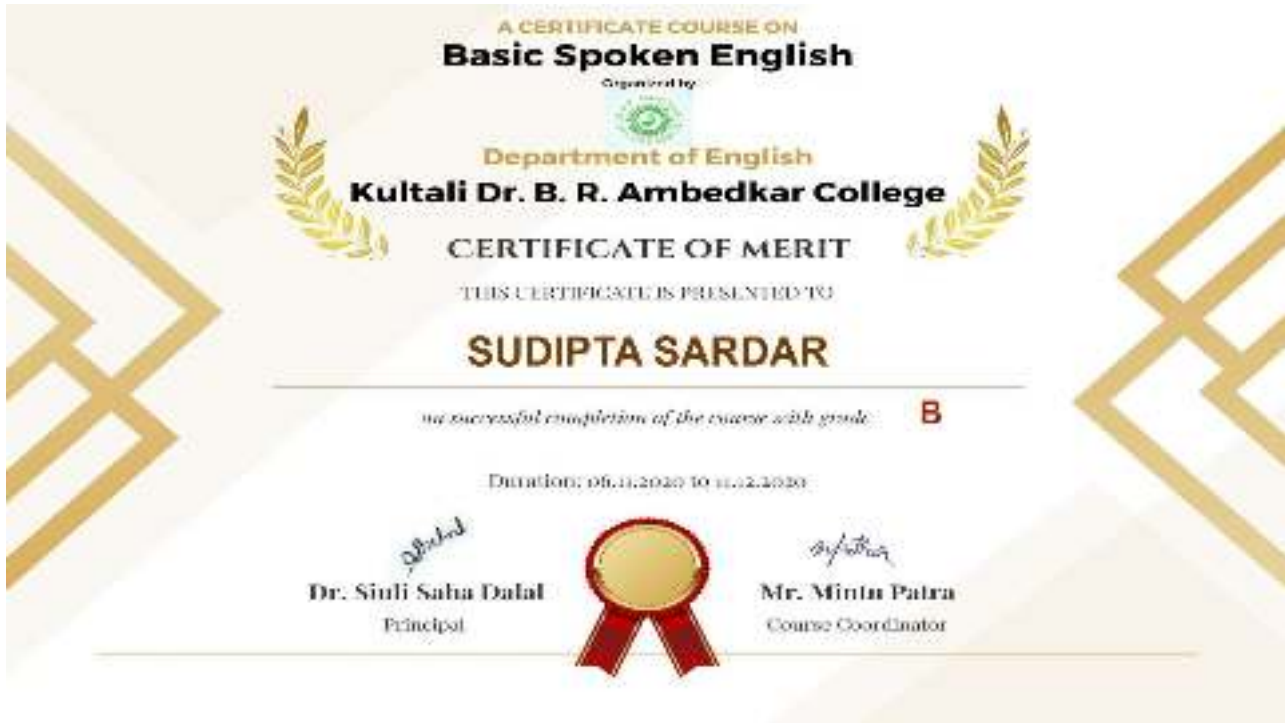 A CERTIFICATE COURSE ON
Basic Spoken English
Organized by
Department of English
Kultali Dr. B. R. Ambedkar College
CERTIFICATE OF MERIT
THIS CERTIFICATE IS PRESENTED TO
SUDIPTA SARDAR
on successful completion of the course with grade B
Duration: 06.11.2020 to 11.12.2020
Dr. Siuli Saha Dalal
Principal
Mr. Mintu Patra
Course Coordinator